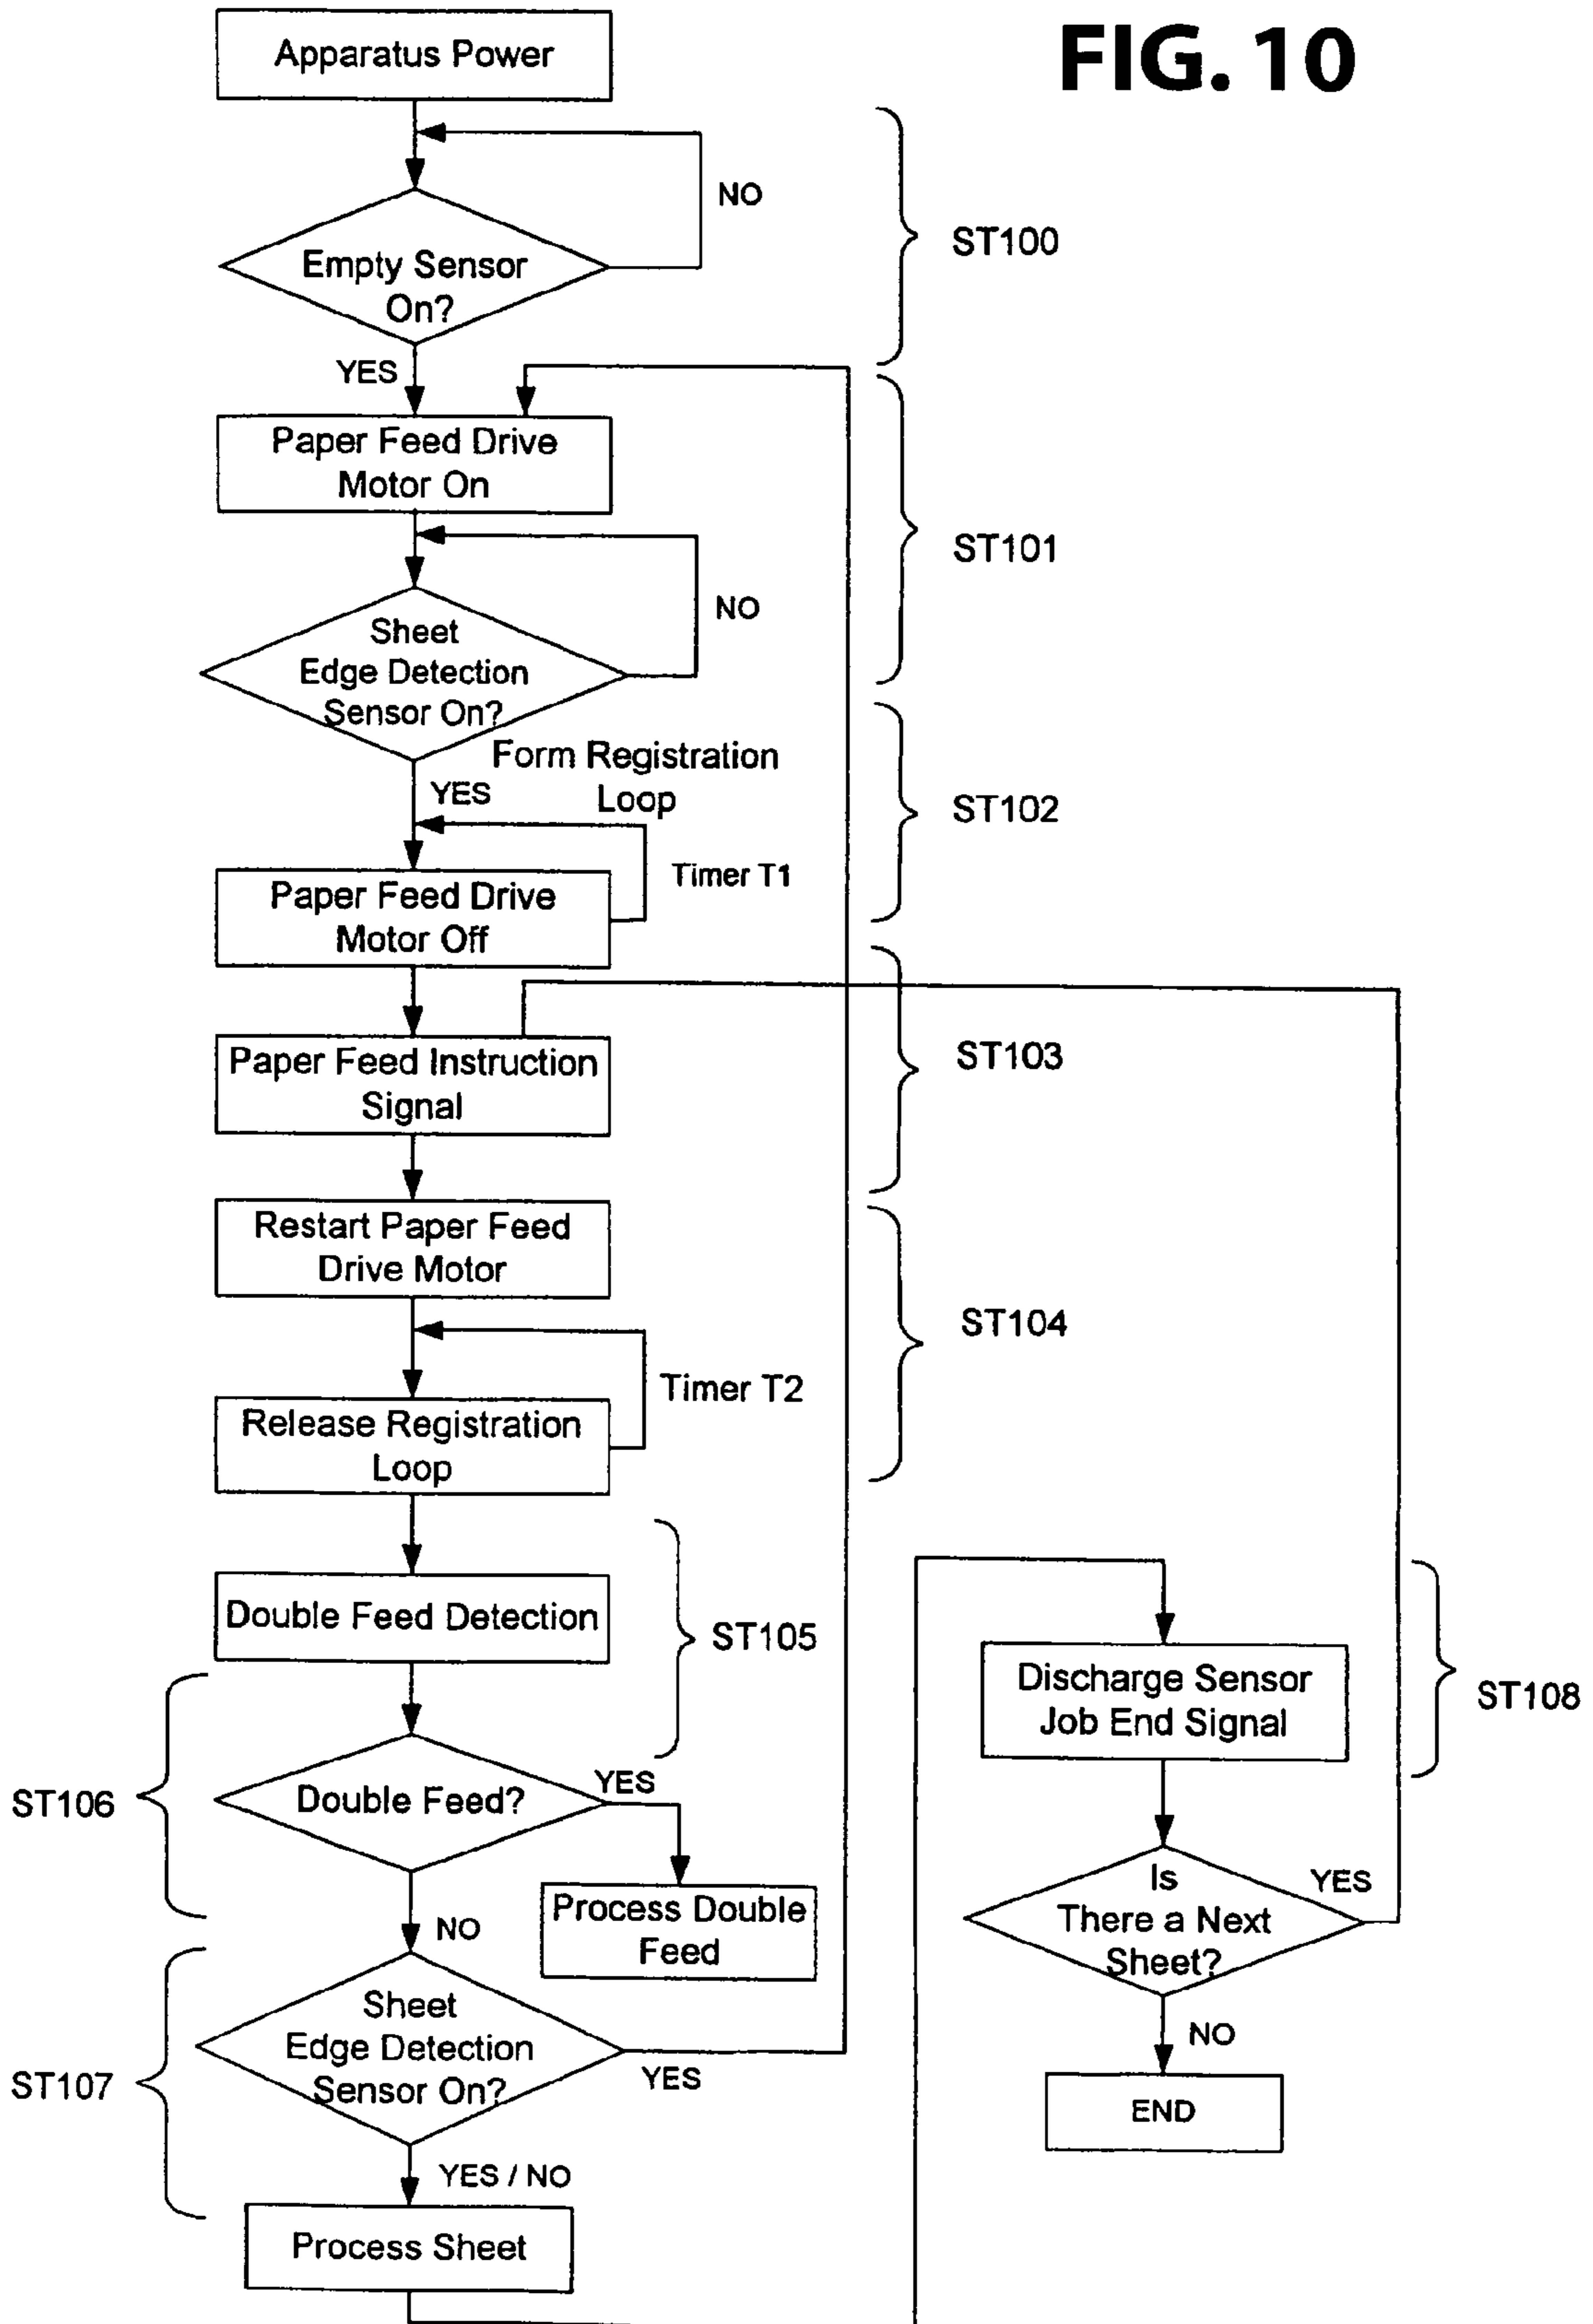 FIG. 10
Apparatus Power
NO
ST100
Empty Sensor
On?
YES
Paper Feed Drive
Motor On
ST101
NO
Sheet
Edge Detection
Sensor On?
Form Registration
Loop
YES
ST102
Timer T1
Paper Feed Drive
Motor Off
ST103
Paper Feed Instruction
Signal
Restart Paper Feed
Drive Motor
ST104
Timer T2
Release Registration
Loop
Double Feed Detection
ST105
ST106
Double Feed?
YES
Process Double
Feed
NO
Sheet
Edge Detection
Sensor On?
YES
ST107
YES / NO
Process Sheet
Discharge Sensor
Job End Signal
ST108
Is
There a Next
Sheet?
YES
NO
END